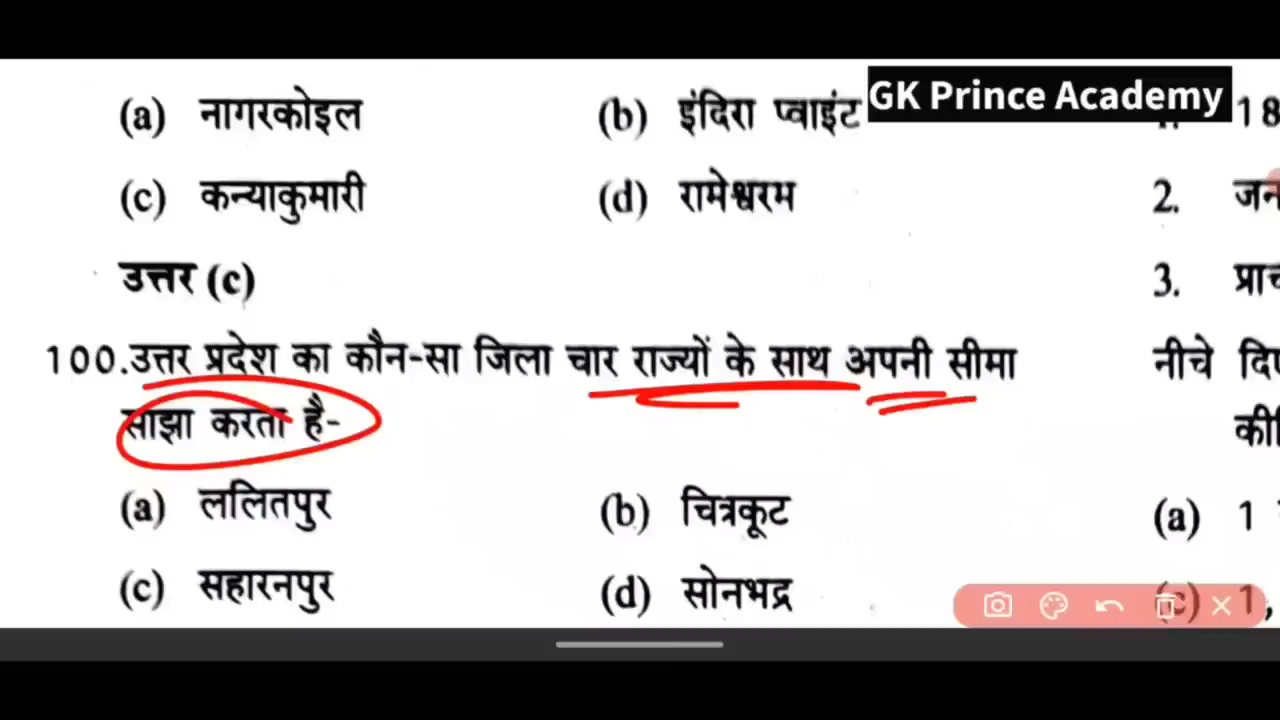 GK Prince Academy
(a) नागरकोइल (b) इंदिरा प्वाइंट
(c) कन्याकुमारी (d) रामेश्वरम
उत्तर (c)
100.उत्तर प्रदेश का कौन-सा जिला चार राज्यों के साथ अपनी सीमा
साझा करता है-
(a) ललितपुर (b) चित्रकूट
(c) सहारनपुर (d) सोनभद्र
18
2.
3.
नीचे
(a) 1
(c) 1,